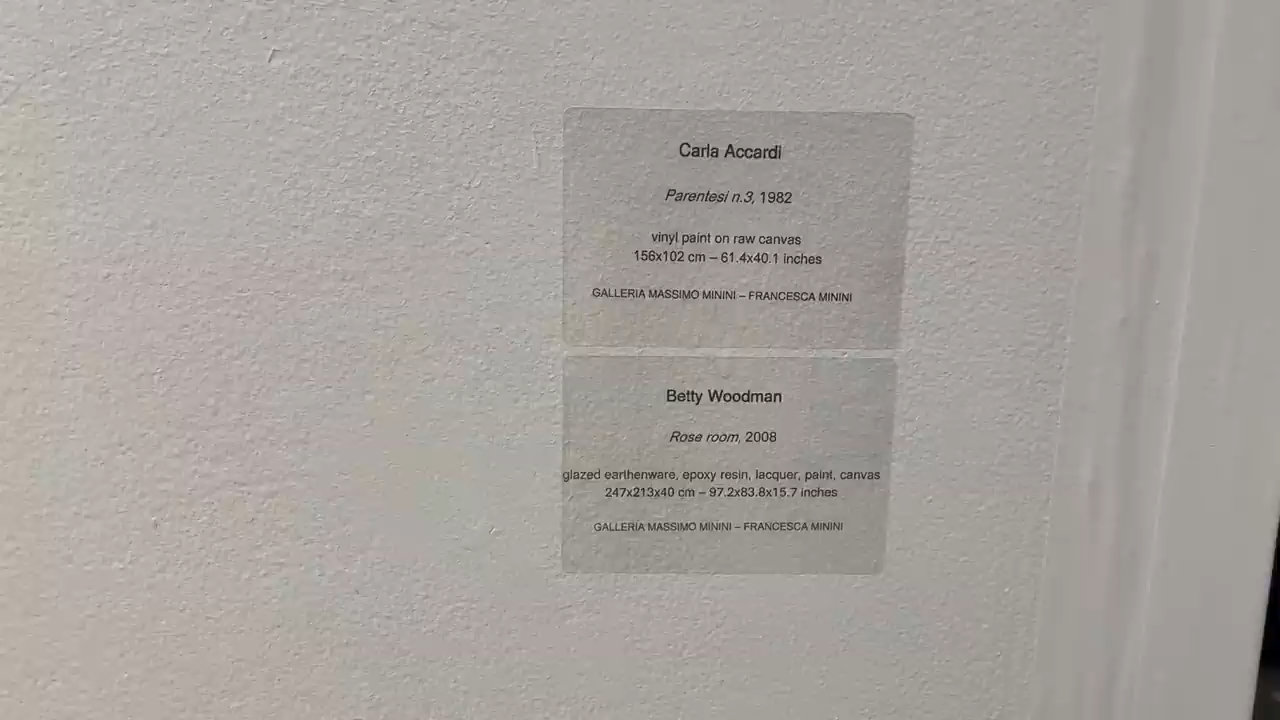 Carla Accardi
Parentesi n.3, 1982
vinyl paint on raw canvas
156x102 cm – 61.4x40.1 inches
GALLERIA MASSIMO MININI – FRANCESCA MININI
Betty Woodman
Rose room, 2008
glazed earthenware, epoxy resin, lacquer, paint, canvas
247x213x40 cm – 97.2x83.8x15.7 inches
GALLERIA MASSIMO MININI – FRANCESCA MININI